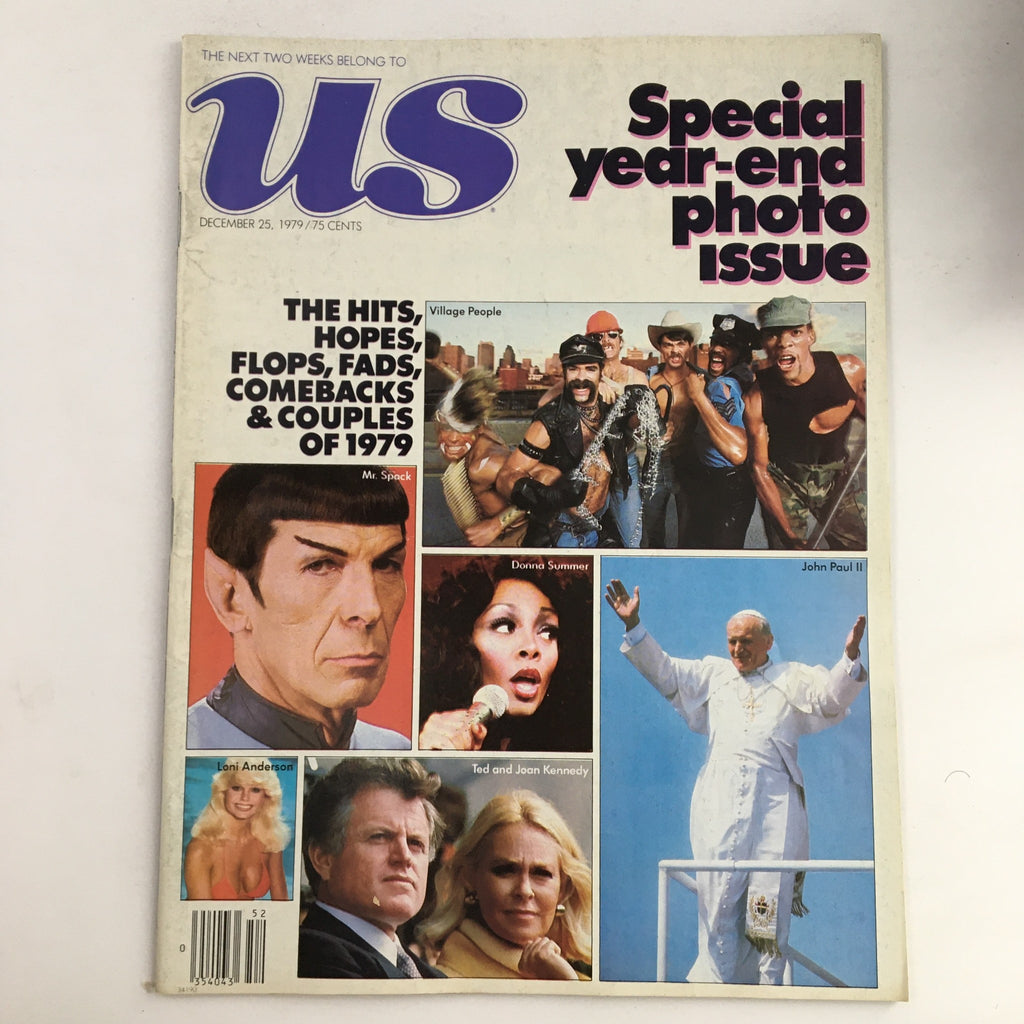 THE NEXT TWO WEEKS BELONG TO
us
DECEMBER 25, 1979/75 CENTS
Special
year-end
photo
issue
THE HITS,
HOPES,
FLOPS, FADS,
COMEBACKS
& COUPLES
OF 1979
Village People
Mr. Spock
Donna Summer
John Paul II
Loni Anderson
Ted and Joan Kennedy
52
0
354043